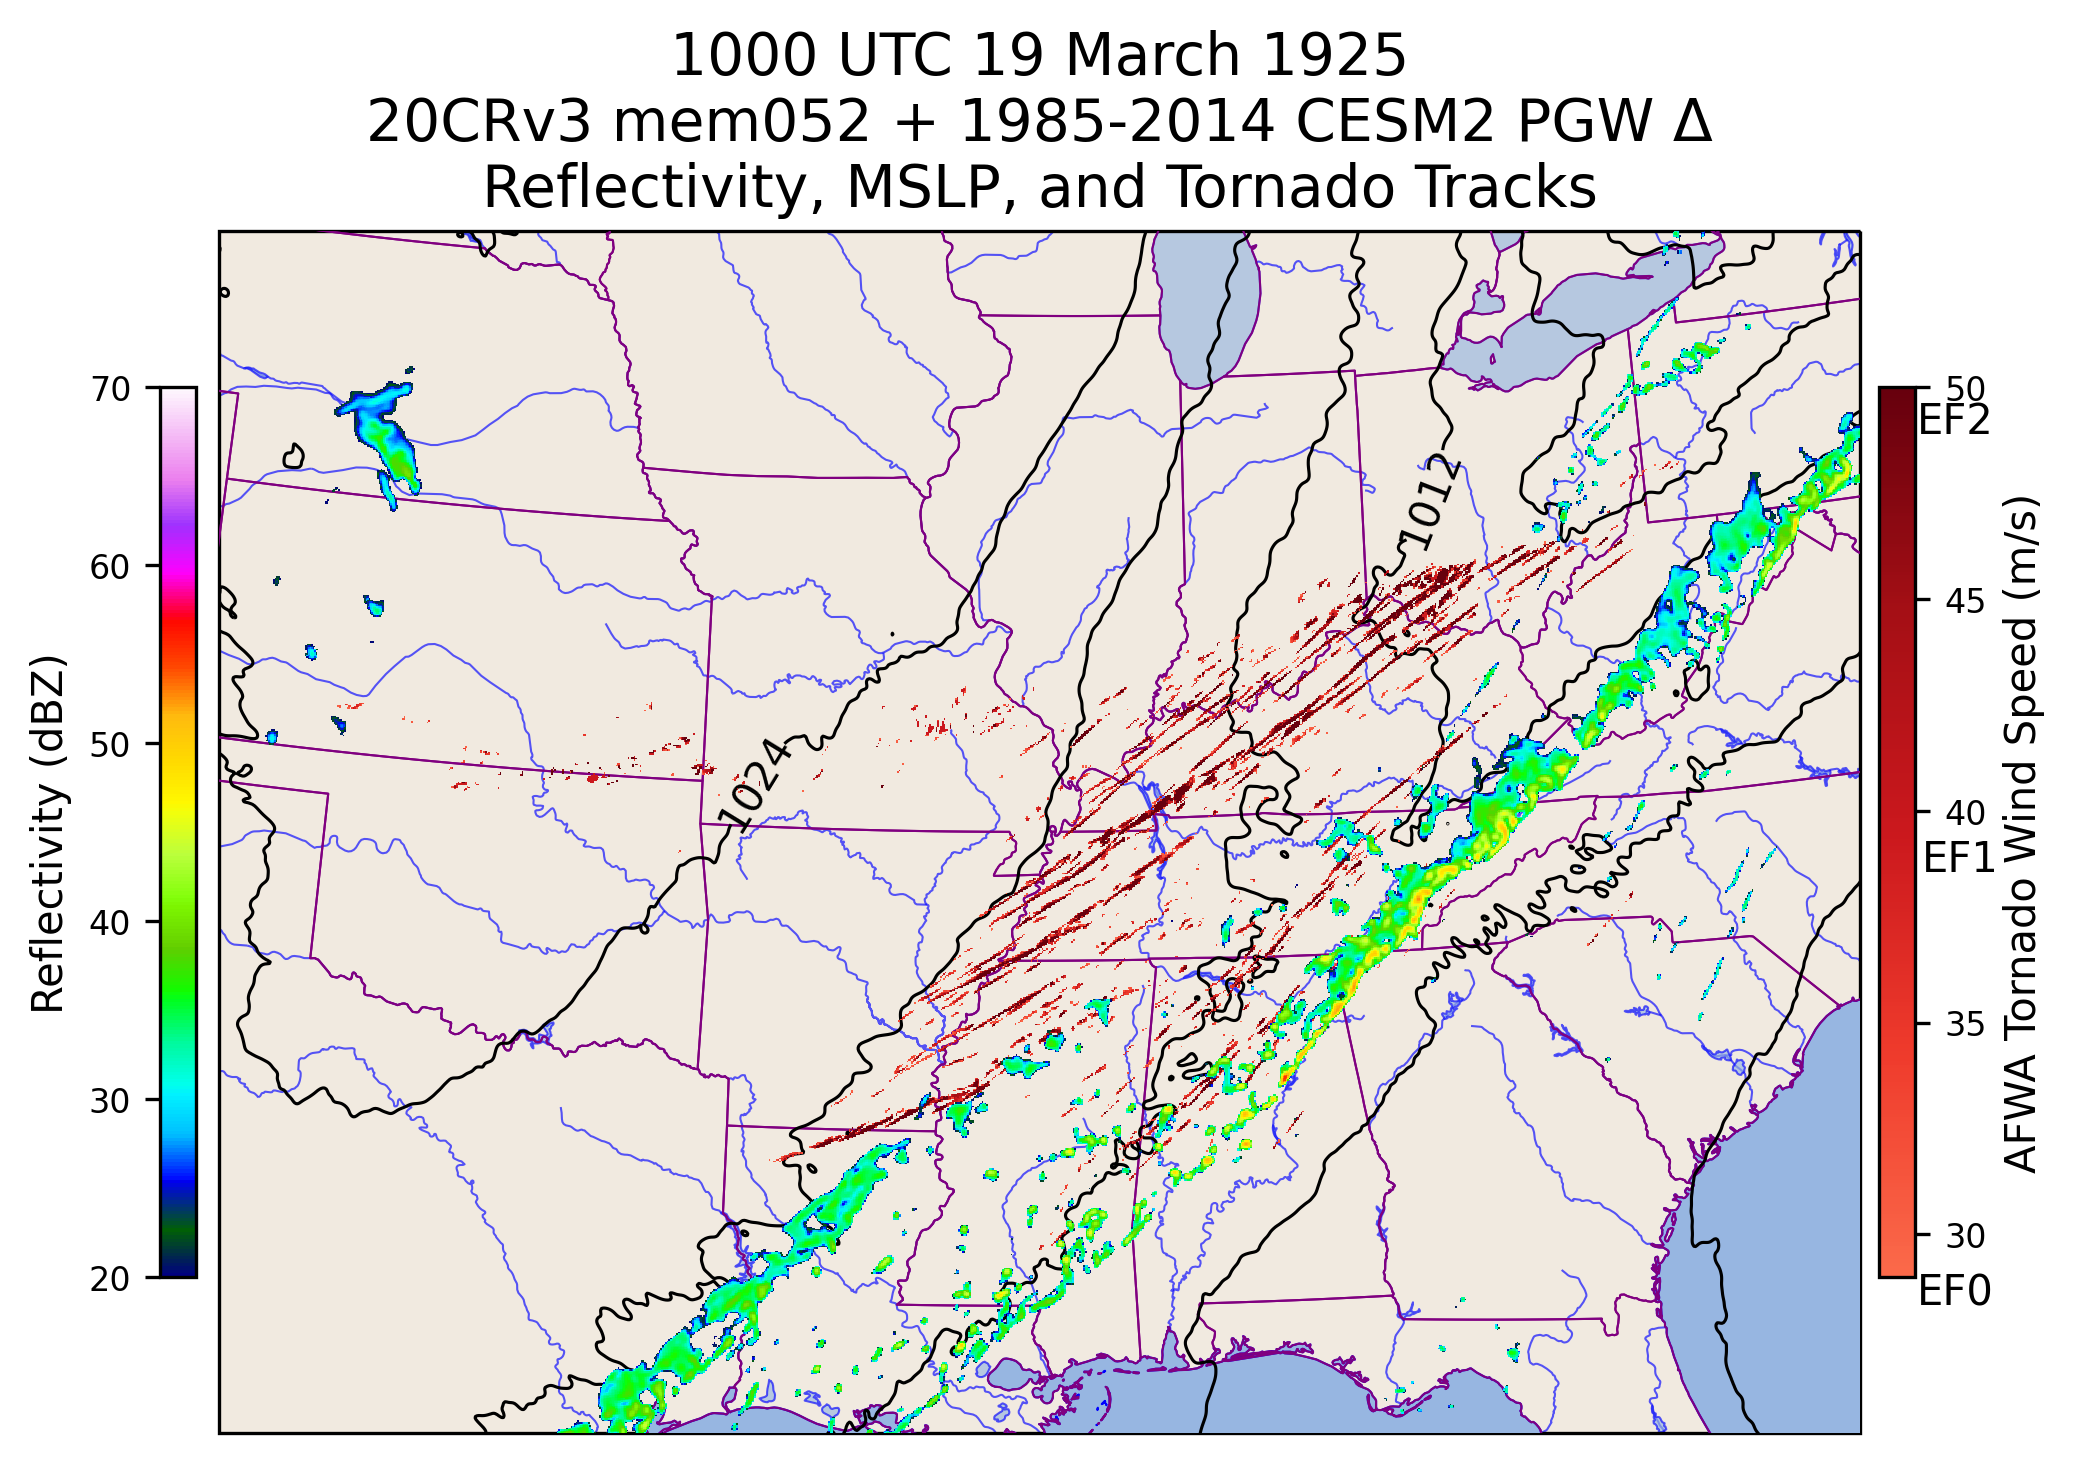 1000 UTC 19 March 1925
20CRv3 mem052 + 1985-2014 CESM2 PGW Δ
Reflectivity, MSLP, and Tornado Tracks
70
60
50
40
30
20
Reflectivity (dBZ)
1012
1024
50
EF2
45
40
EF1
35
30
EF0
AFWA Tornado Wind Speed (m/s)